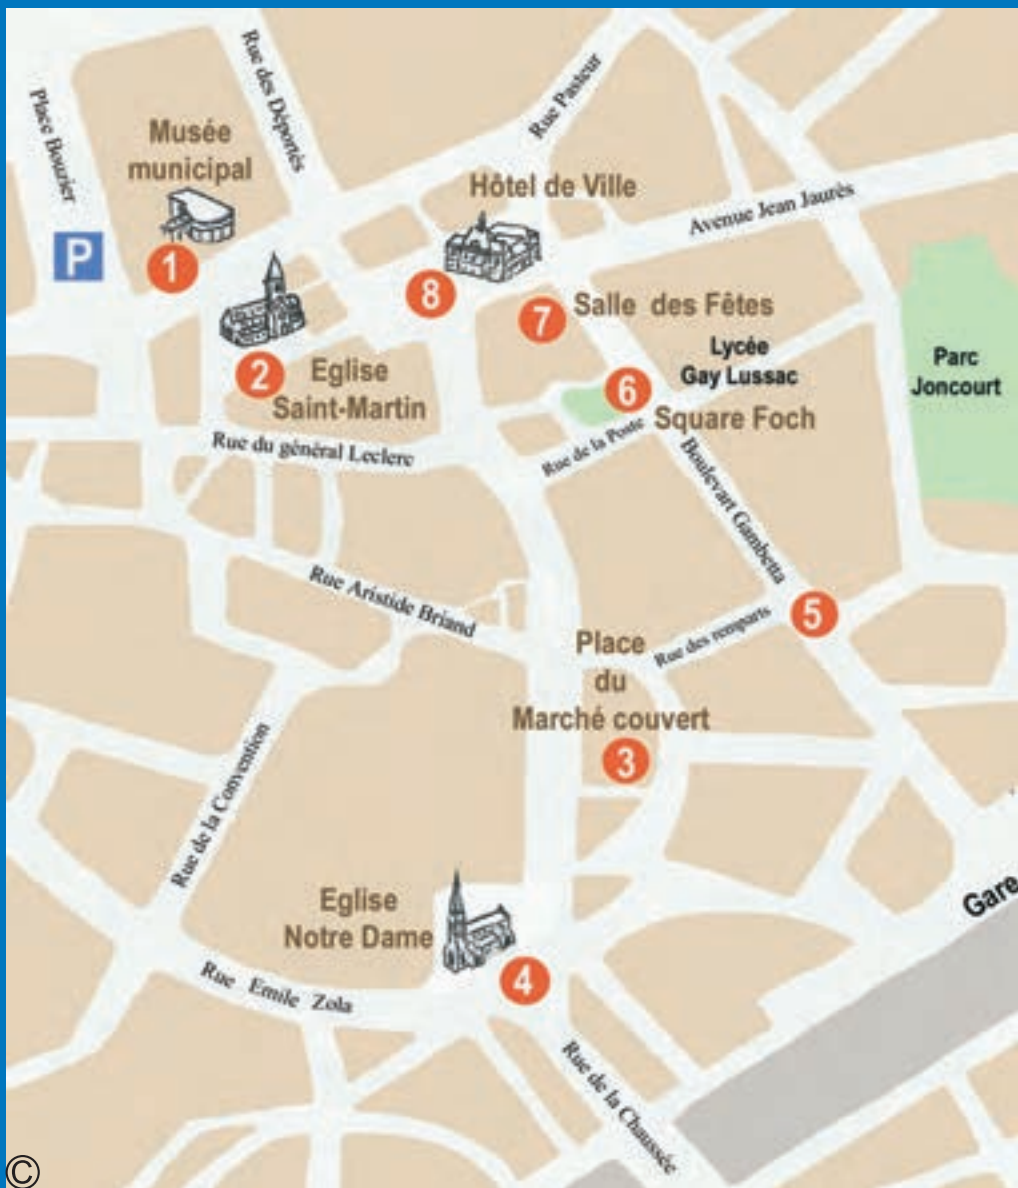 Rue des Déportés
Place Bouzier
Musée
municipal
Rue Pasteur
Hôtel de Ville
Avenue Jean Jaurés
P
1
8
7
Salle des Fêtes
2
Eglise
Saint-Martin
Lycée
Gay Lussac
6
Square Foch
Parc
Joncourt
Rue du général Leclerc
Rue de la Poste
Boulevart Gambetta
Rue Aristide Briand
5
Rue des remparts
Place
du
Marché couvert
3
Rue de la Convention
Gare
Eglise
Notre Dame
4
Rue Emile Zola
Rue de la Chaussée
©